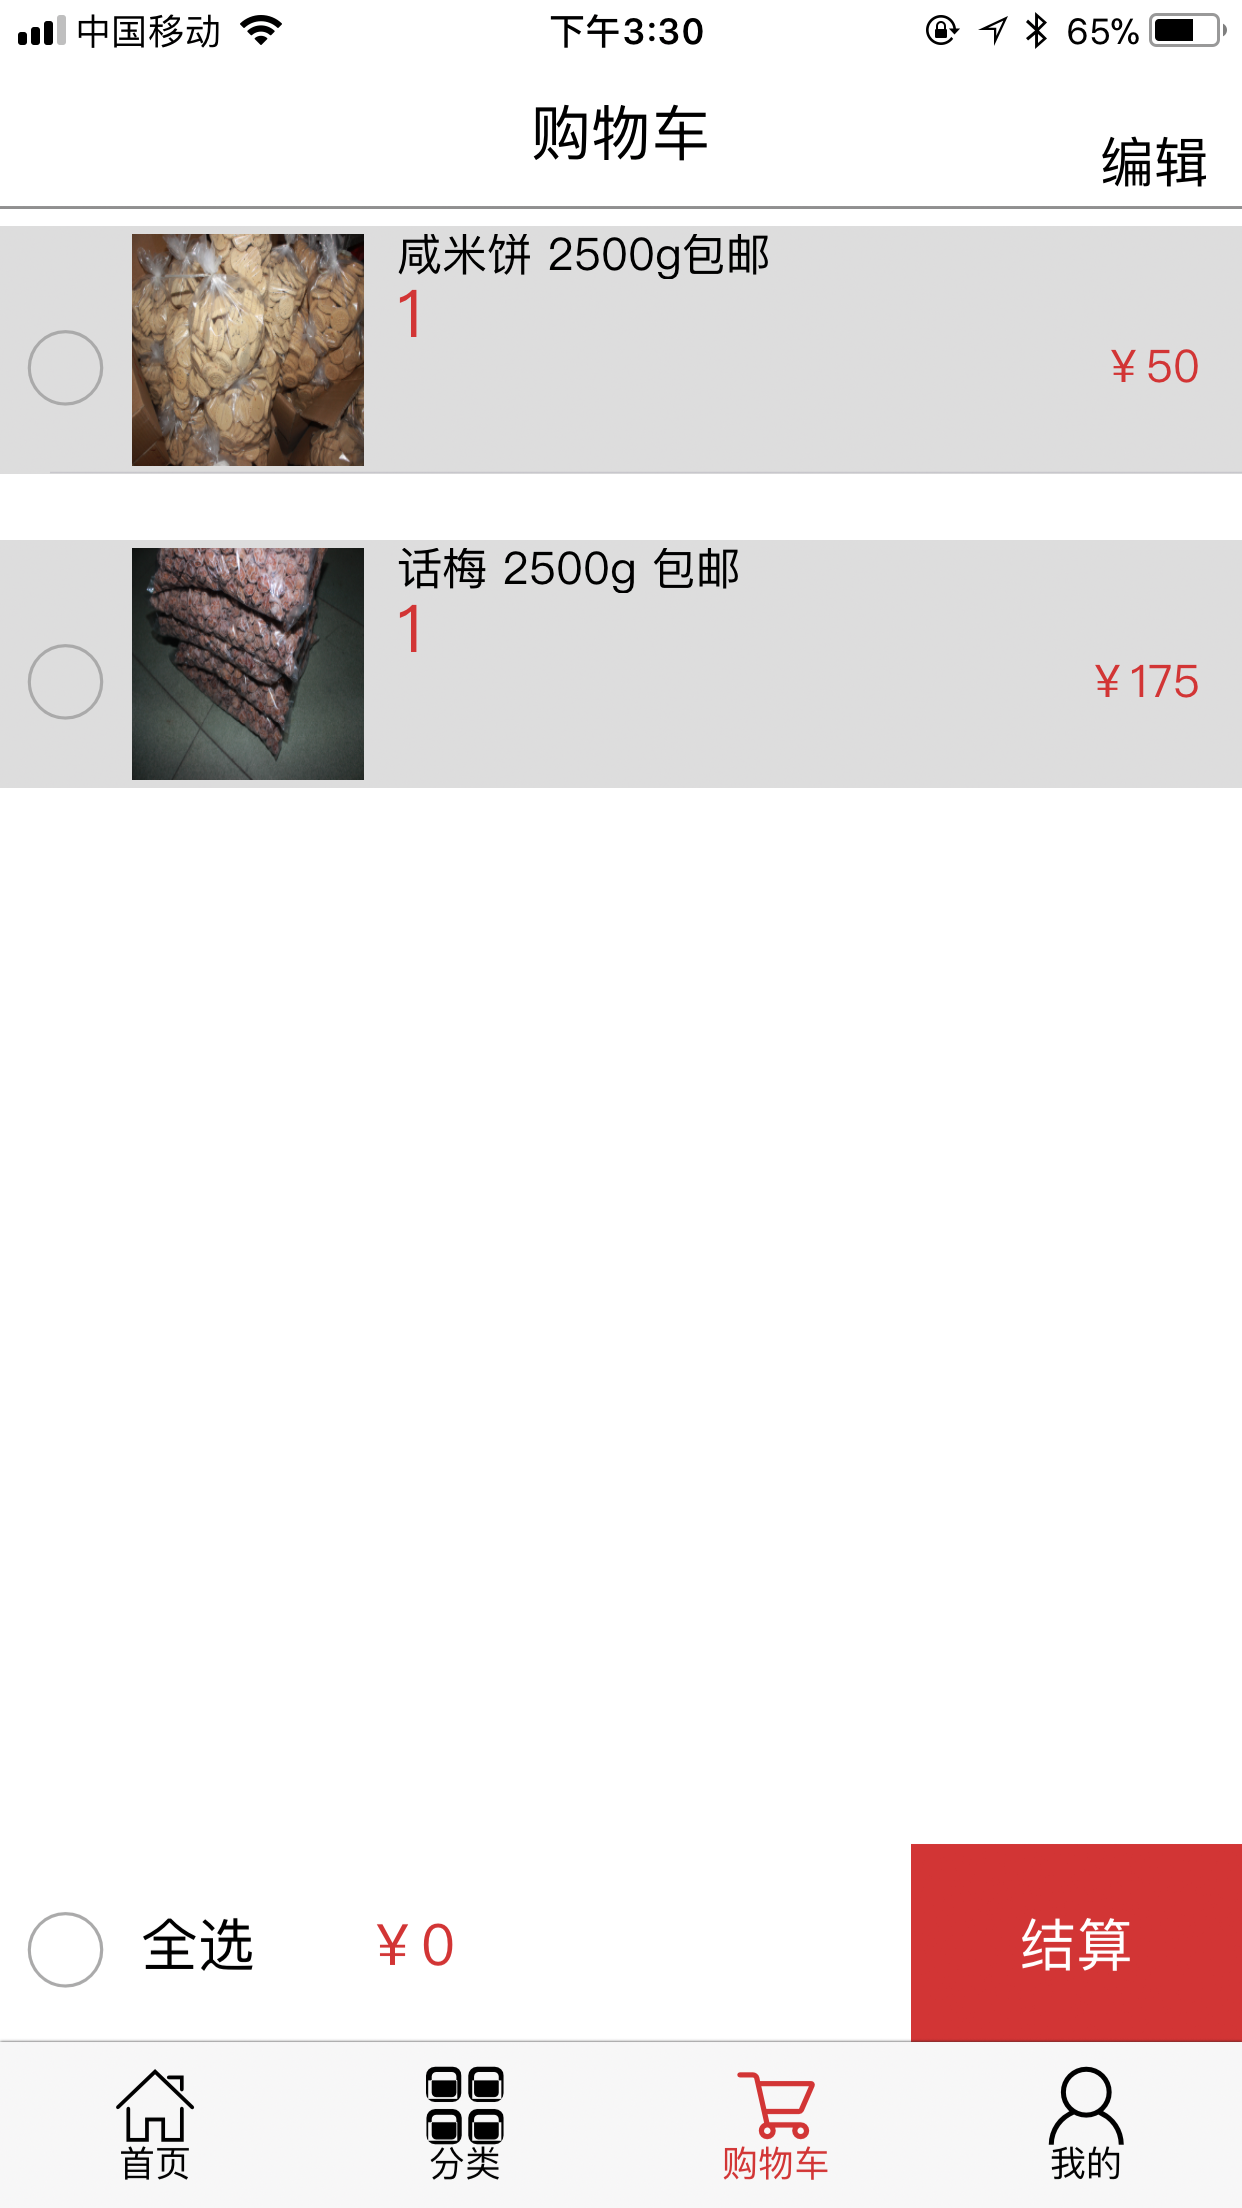 中国移动 下午3:30 65%
购物车
编辑
咸米饼 2500g包邮
1
¥50
话梅 2500g 包邮
1
¥175
全选 ¥0 结算
首页 分类 购物车 我的